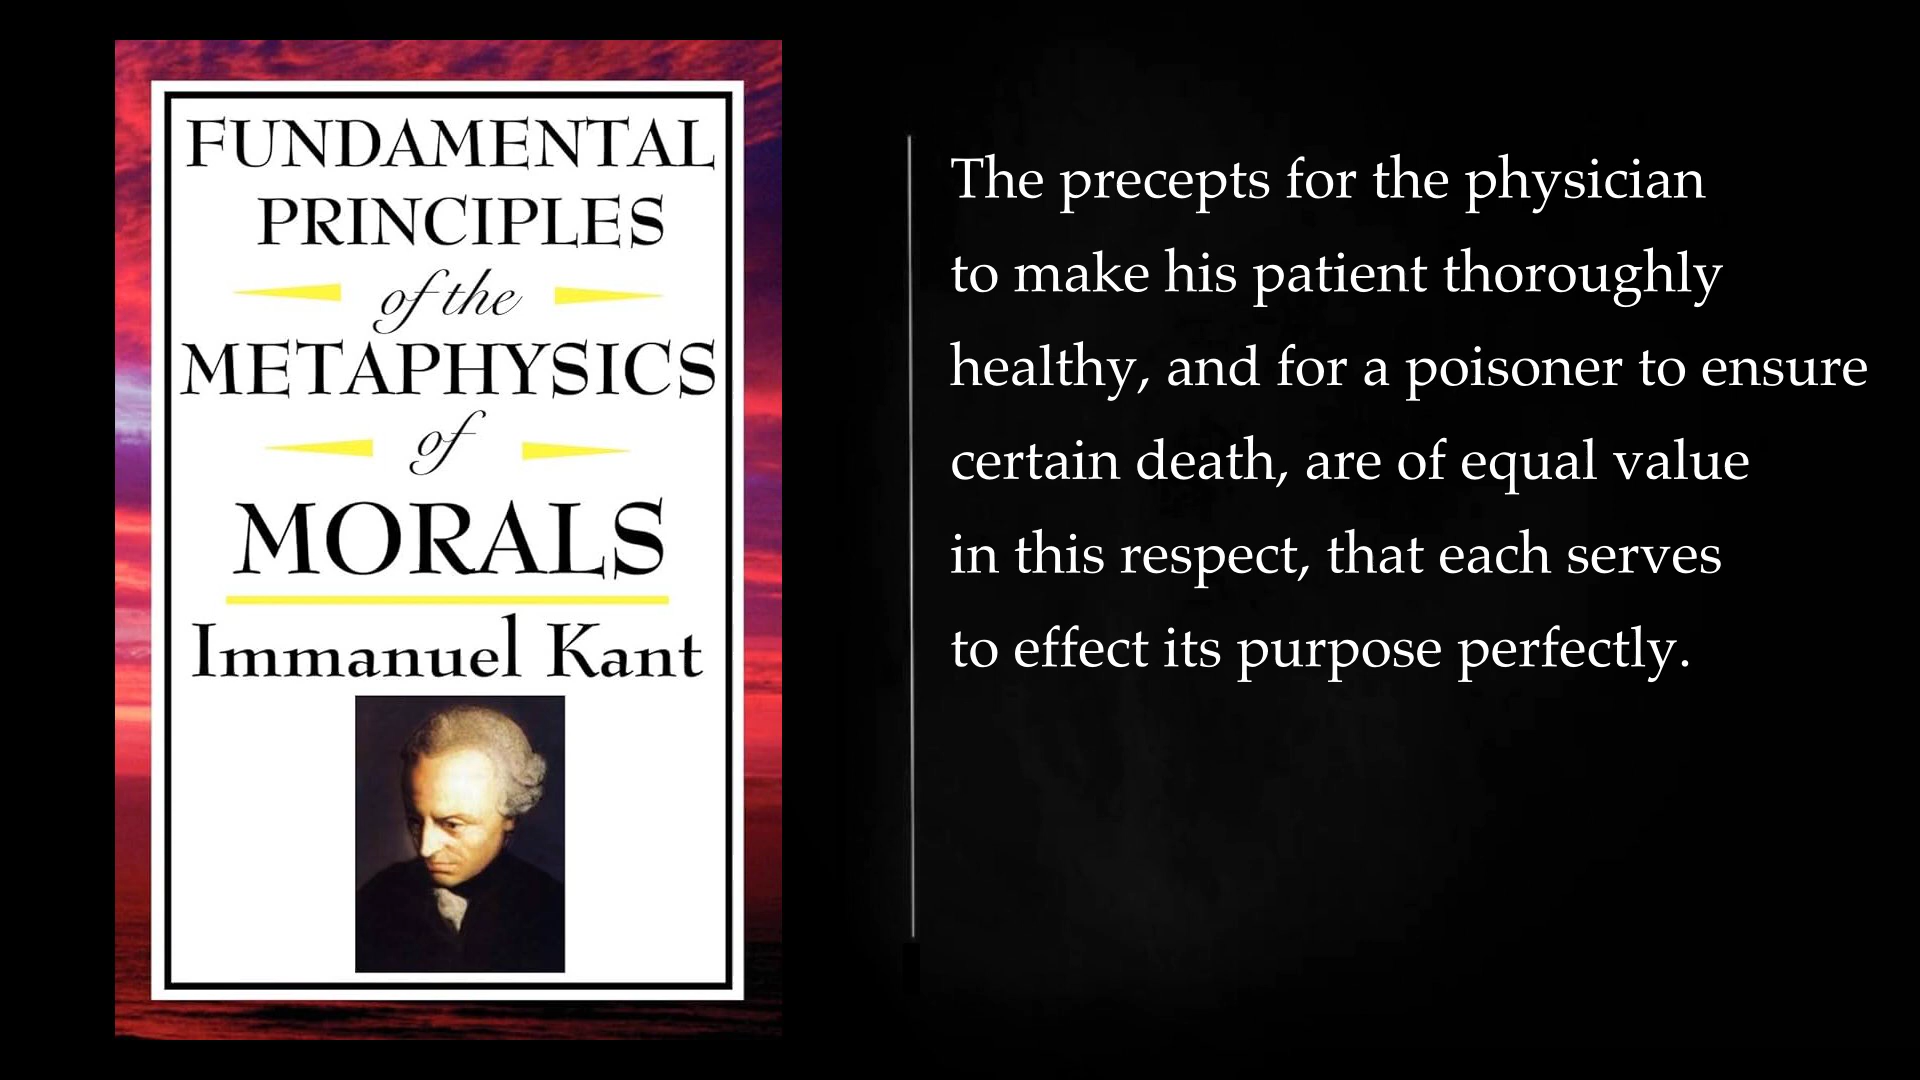 FUNDAMENTAL
PRINCIPLES
of the
METAPHYSICS
of
MORALS
Immanuel Kant
The precepts for the physician
to make his patient thoroughly
healthy, and for a poisoner to ensure
certain death, are of equal value
in this respect, that each serves
to effect its purpose perfectly.